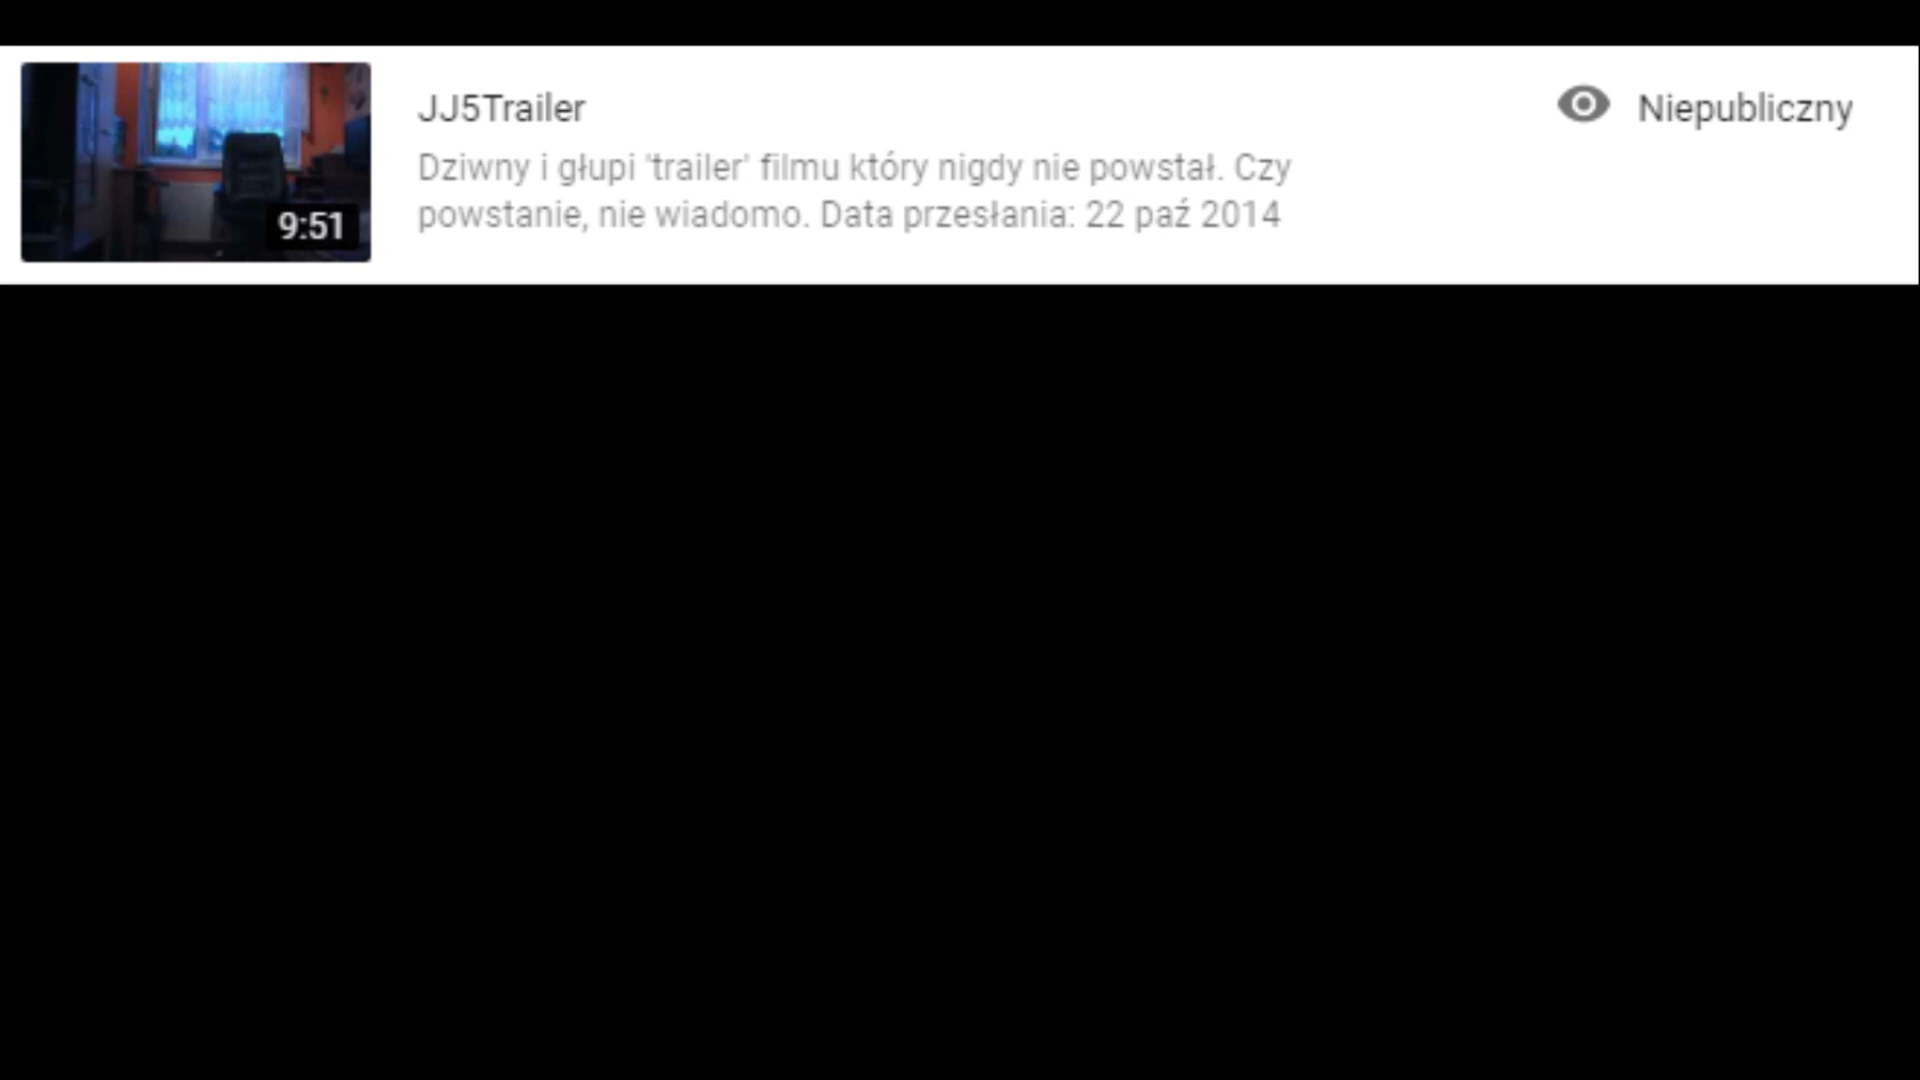 JJ5Trailer
Niepubliczny
Dziwny i głupi 'trailer' filmu który nigdy nie powstał. Czy
powstanie, nie wiadomo. Data przesłania: 22 paź 2014
9:51